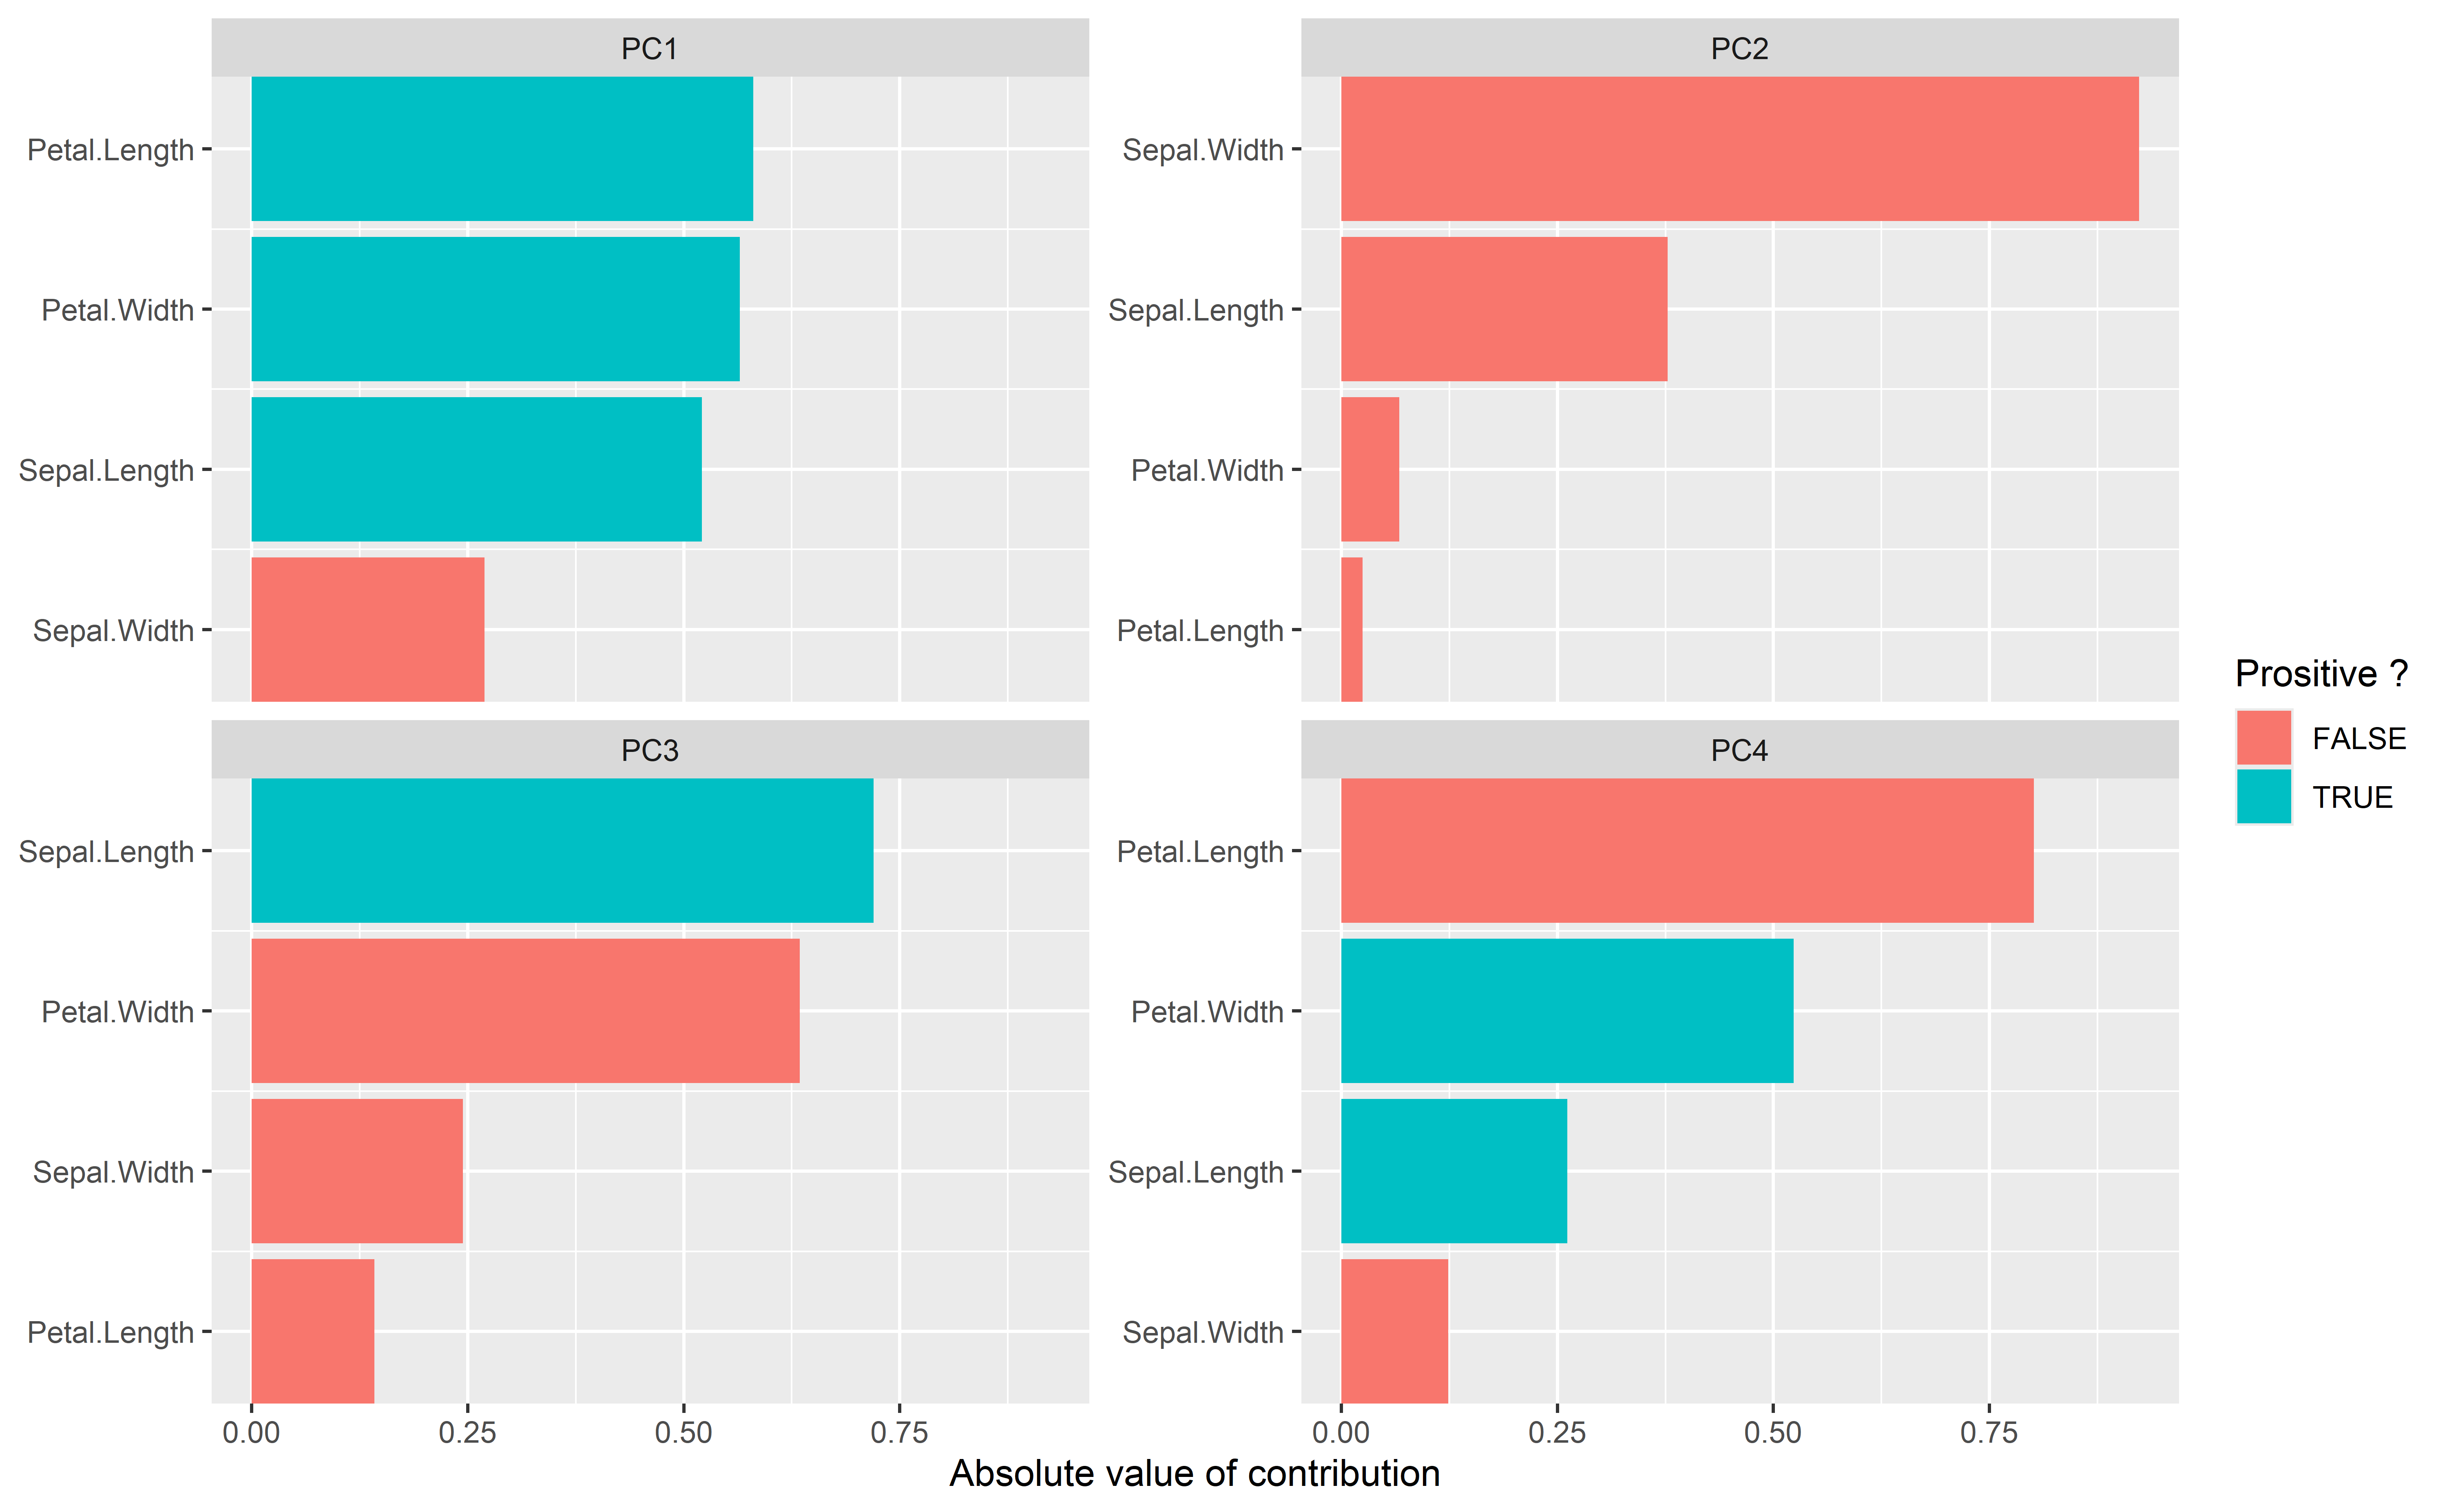 PC1
Petal.Length
Petal.Width
Sepal.Length
Sepal.Width
PC2
Sepal.Width
Sepal.Length
Petal.Width
Petal.Length
PC3
Sepal.Length
Petal.Width
Sepal.Width
Petal.Length
0.00 0.25 0.50 0.75
PC4
Petal.Length
Petal.Width
Sepal.Length
Sepal.Width
0.00 0.25 0.50 0.75
Absolute value of contribution
Prositive ?
FALSE
TRUE